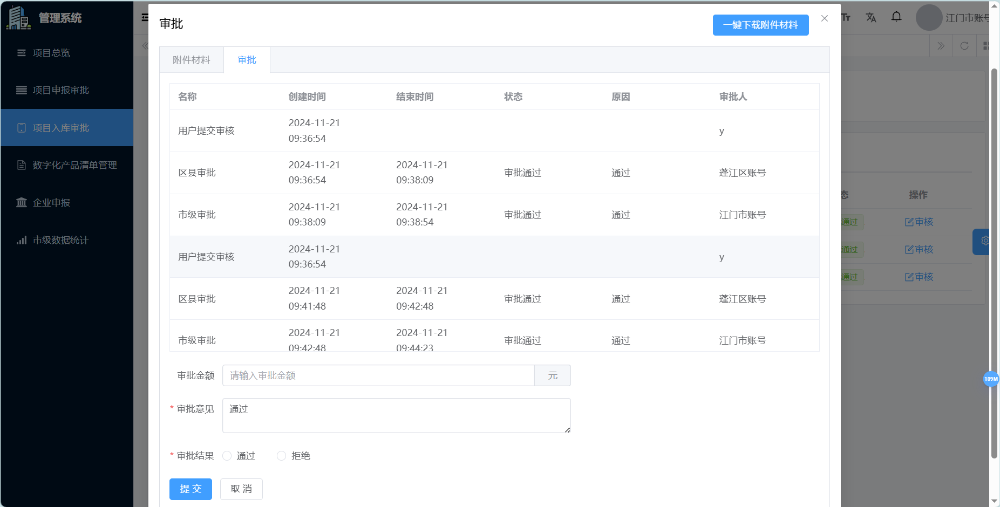 管理系统
项目总览
项目申报审批
项目入库审批
数字化产品清单管理
企业申报
市级数据统计
审批
一键下载附件材料
江门市账号
附件材料
审批
名称 创建时间 结束时间 状态 原因 审批人
用户提交审核 2024-11-21 09:36:54 y
区县审批 2024-11-21 09:36:54 2024-11-21 09:38:09 审批通过 通过 蓬江区账号
市级审批 2024-11-21 09:38:09 2024-11-21 09:38:54 审批通过 通过 江门市账号
用户提交审核 2024-11-21 09:36:54 y
区县审批 2024-11-21 09:41:48 2024-11-21 09:42:48 审批通过 通过 蓬江区账号
市级审批 2024-11-21 09:42:48 2024-11-21 09:44:23 审批通过 通过 江门市账号
态 操作
通过 审核
通过 审核
通过 审核
109M
审批金额 请输入审批金额 元
* 审批意见 通过
* 审批结果 通过 拒绝
提 交 取 消